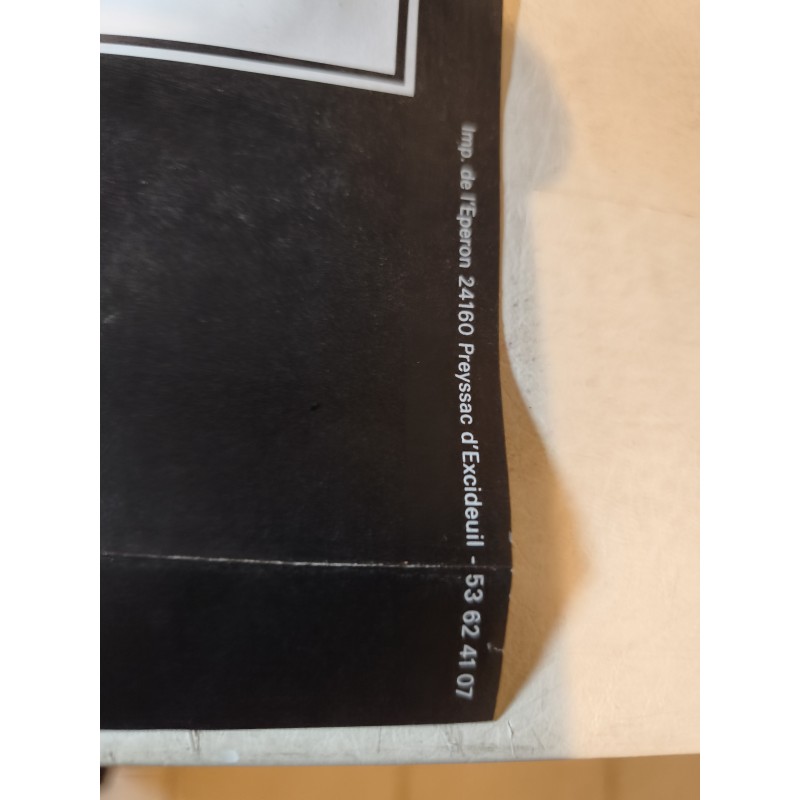 Imp. de l'Eperon 24160 Preyssac d'Excideuil - 53 62 41 07